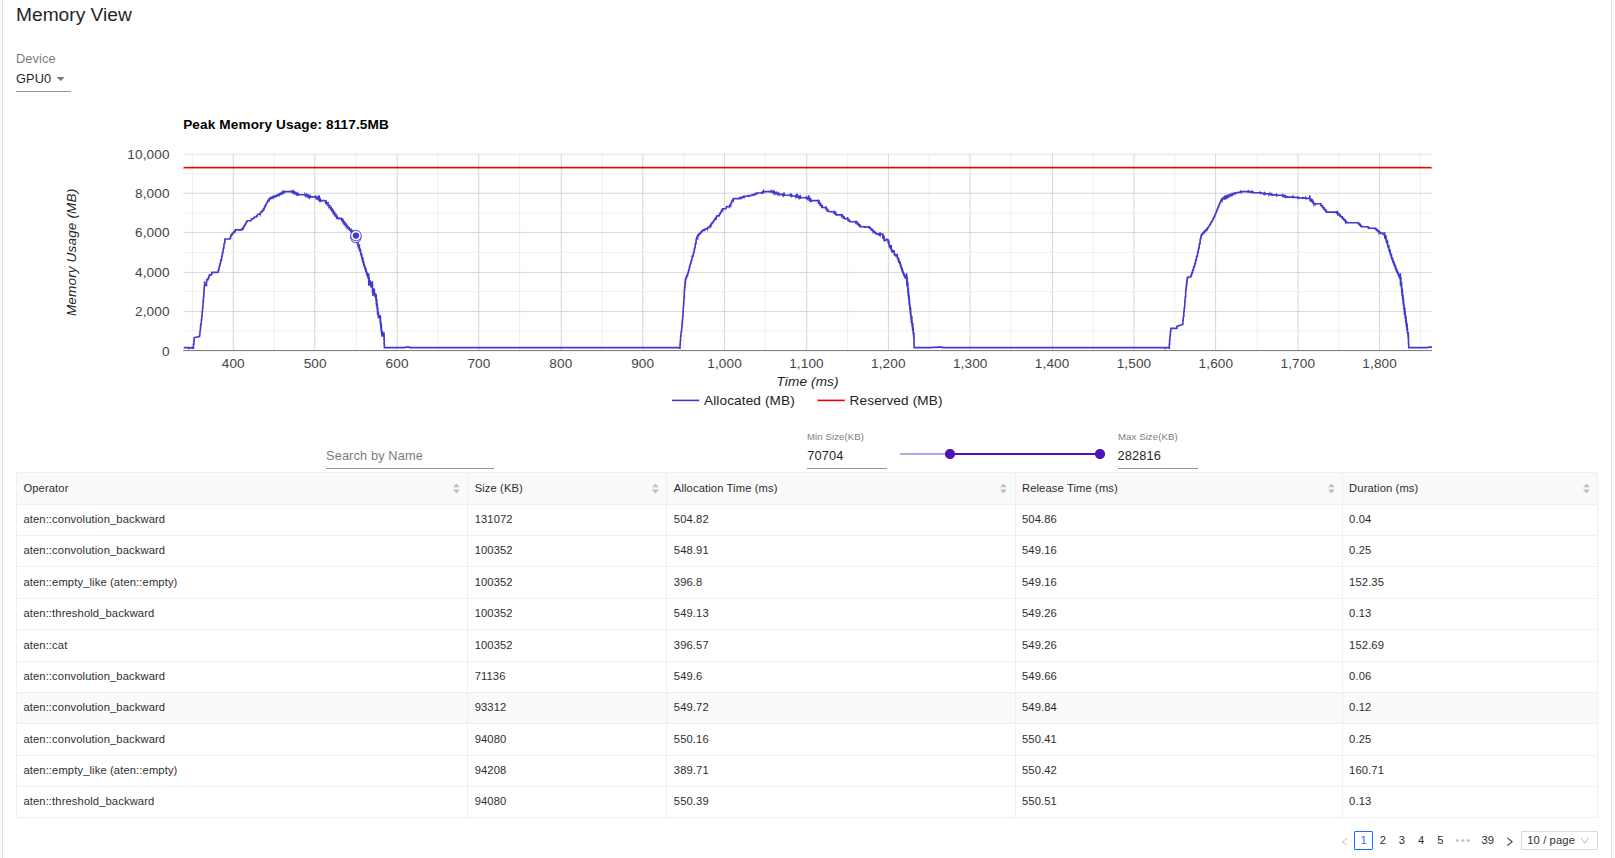 Memory View
Device
GPU0
Peak Memory Usage: 8117.5MB
Memory Usage (MB)
10,000
8,000
6,000
4,000
2,000
0
400 500 600 700 800 900 1,000 1,100 1,200 1,300 1,400 1,500 1,600 1,700 1,800
Time (ms)
Allocated (MB) Reserved (MB)
Min Size(KB) Max Size(KB)
Search by Name 70704 282816
Operator Size (KB) Allocation Time (ms) Release Time (ms) Duration (ms)
aten::convolution_backward 131072 504.82 504.86 0.04
aten::convolution_backward 100352 548.91 549.16 0.25
aten::empty_like (aten::empty) 100352 396.8 549.16 152.35
aten::threshold_backward 100352 549.13 549.26 0.13
aten::cat 100352 396.57 549.26 152.69
aten::convolution_backward 71136 549.6 549.66 0.06
aten::convolution_backward 93312 549.72 549.84 0.12
aten::convolution_backward 94080 550.16 550.41 0.25
aten::empty_like (aten::empty) 94208 389.71 550.42 160.71
aten::threshold_backward 94080 550.39 550.51 0.13
1 2 3 4 5 ••• 39 10 / page